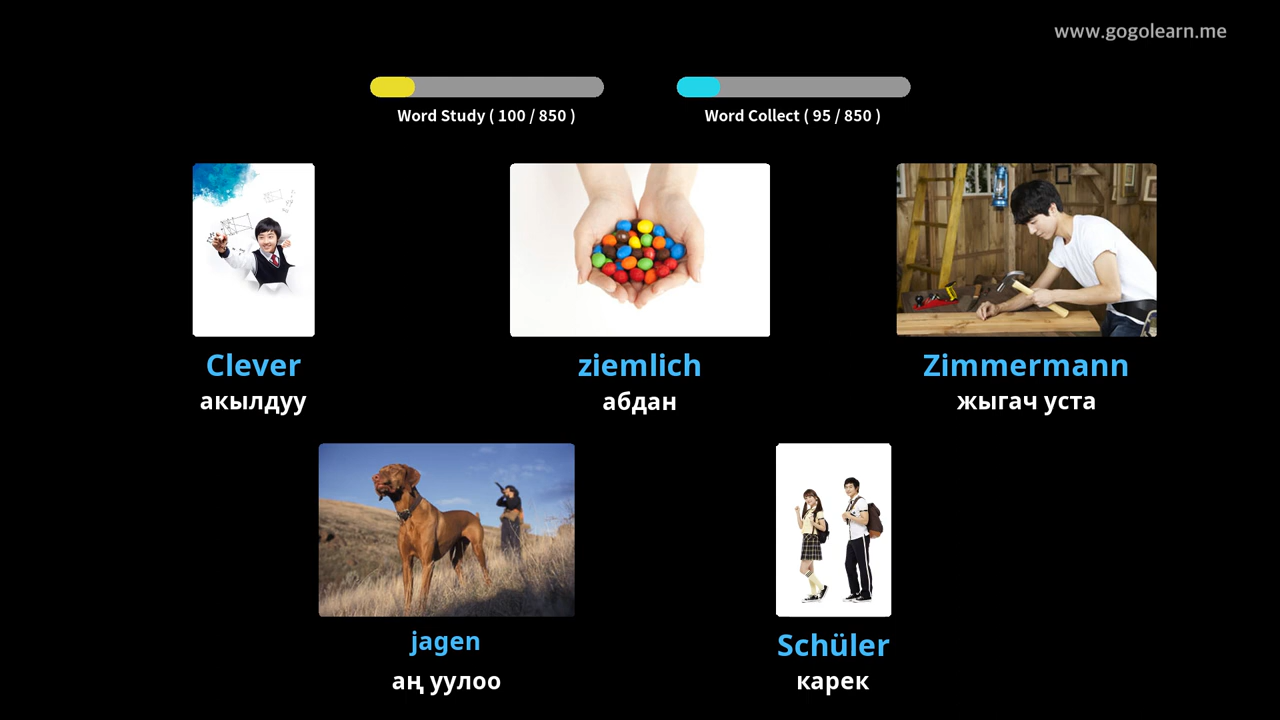 www.gogolearn.me
Word Study ( 100 / 850 )
Word Collect ( 95 / 850 )
Clever
акылдуу
ziemlich
абдан
Zimmermann
жыгач уста
jagen
аң уулоо
Schüler
карек